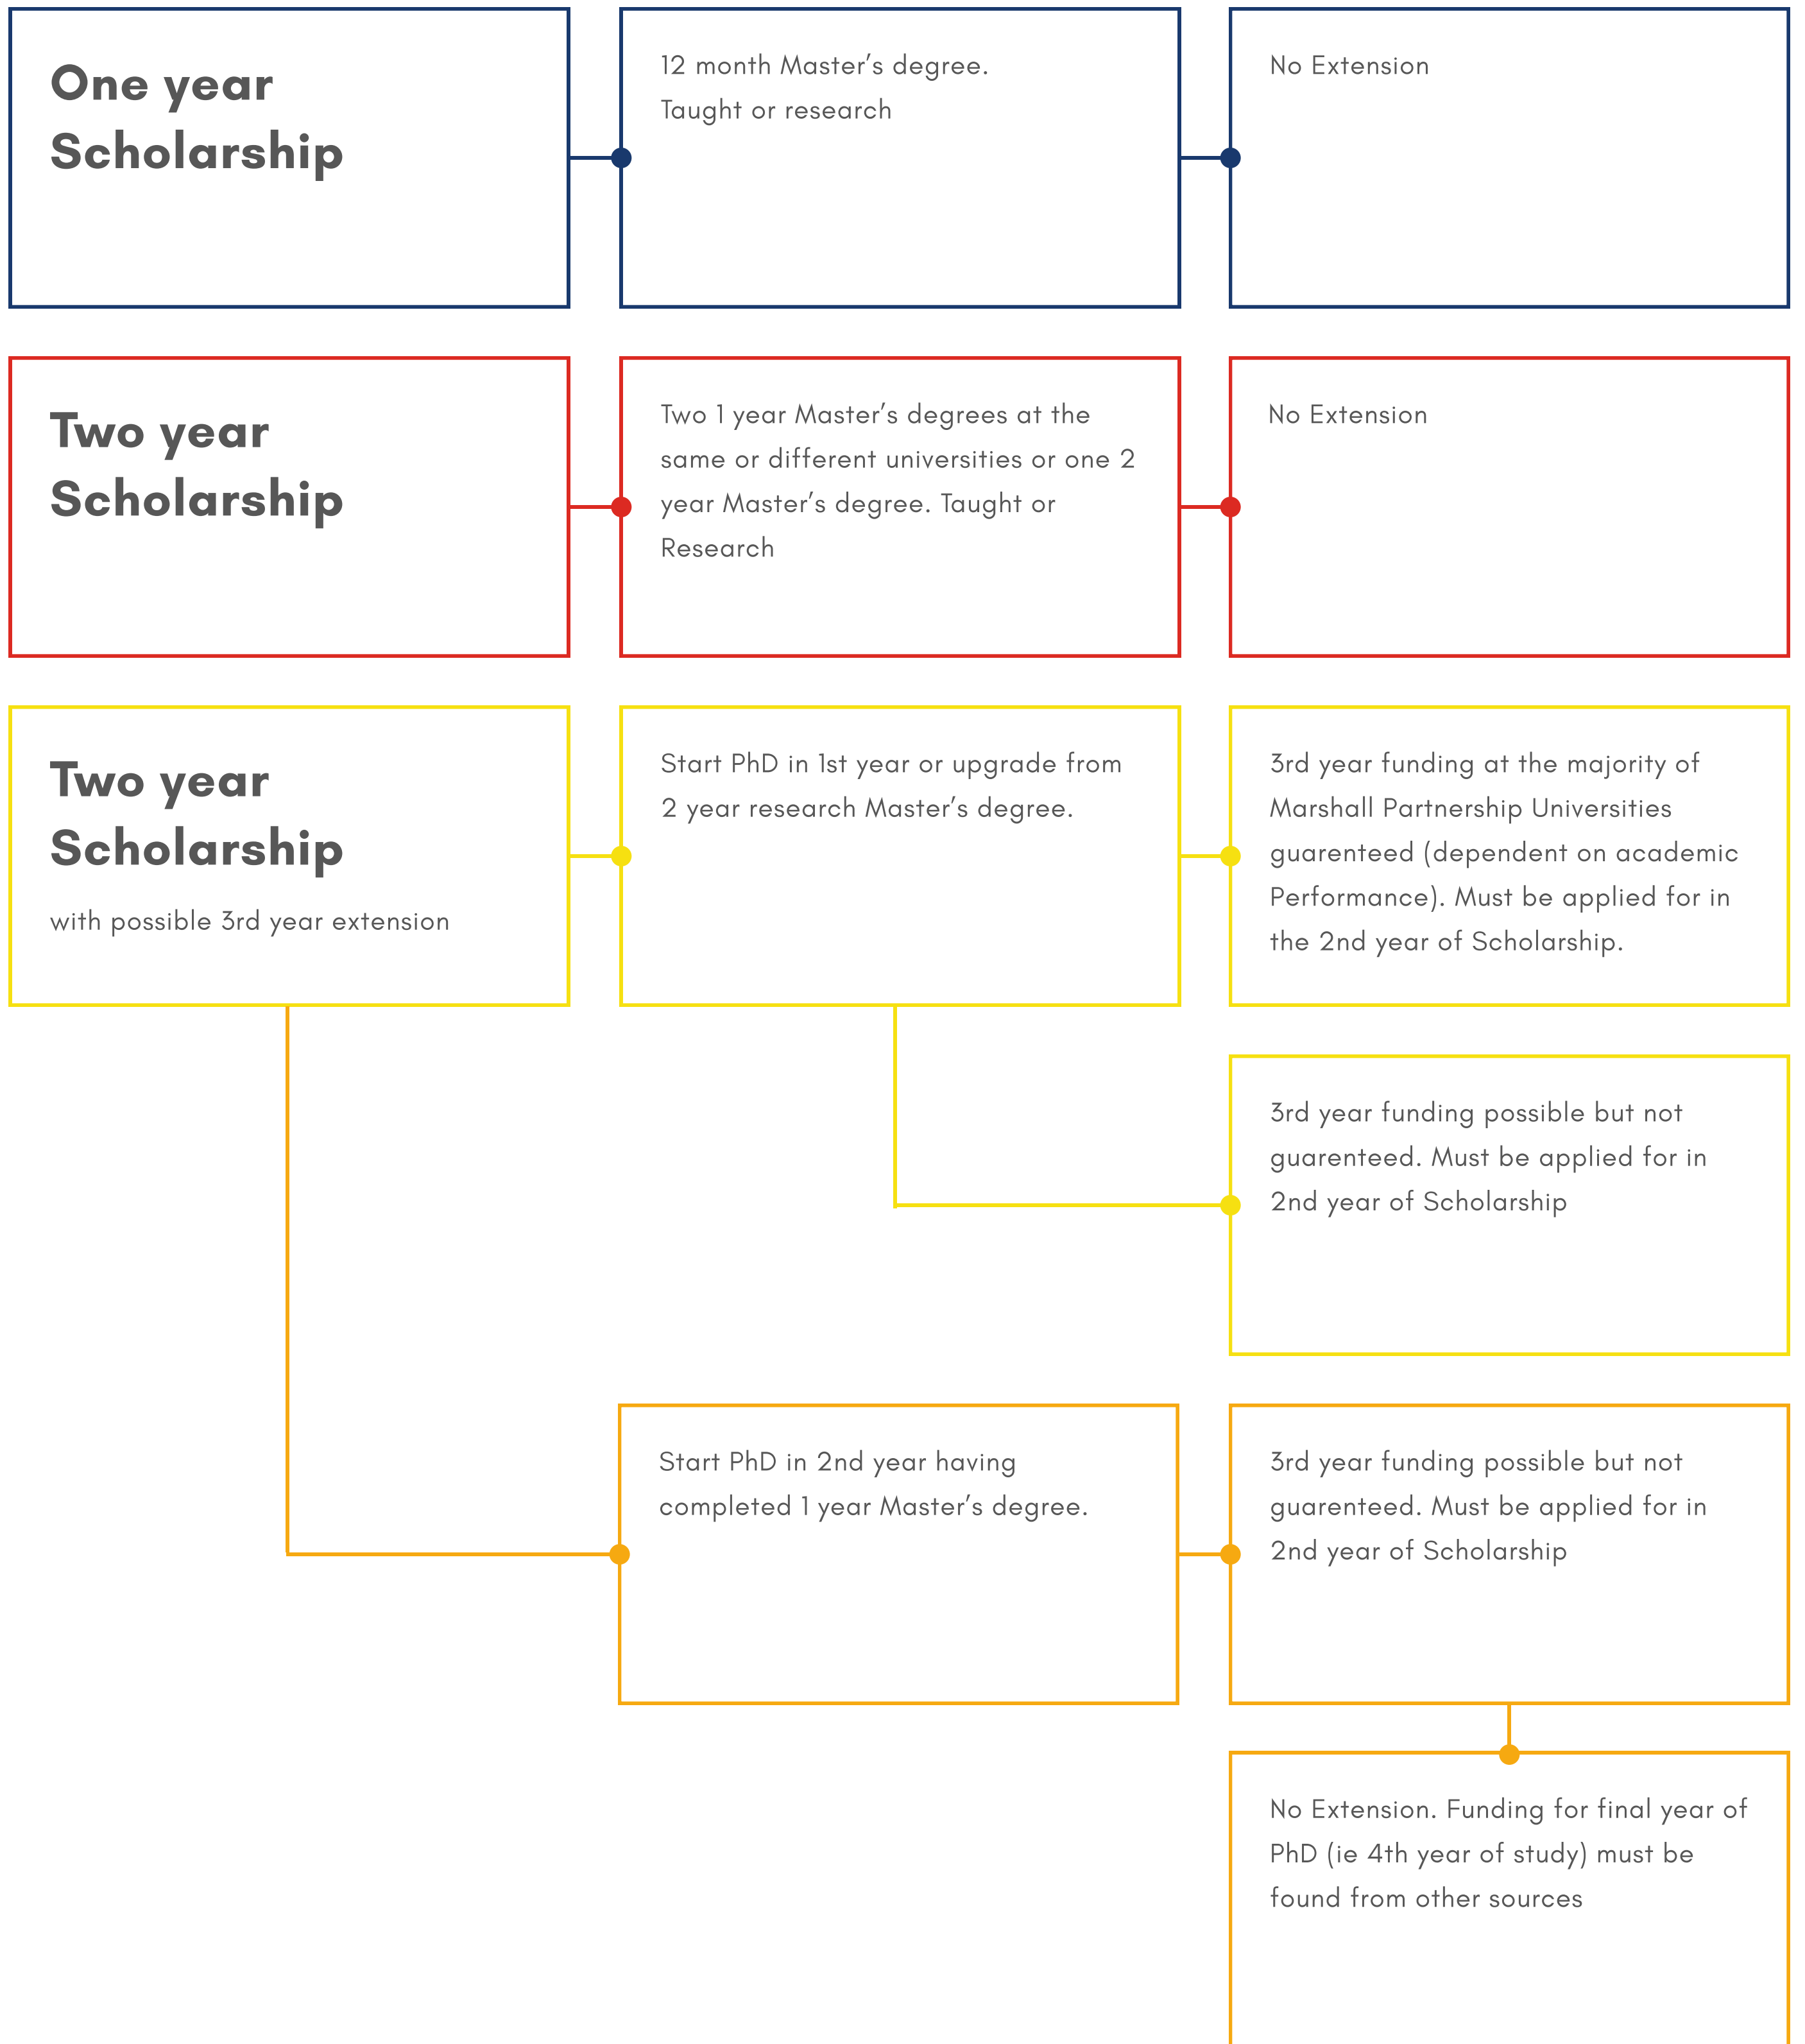 One year
Scholarship
12 month Master's degree.
Taught or research
No Extension
Two year
Scholarship
Two 1 year Master's degrees at the
same or different universities or one 2
year Master's degree. Taught or
Research
No Extension
Two year
Scholarship
with possible 3rd year extension
Start PhD in 1st year or upgrade from
2 year research Master's degree.
3rd year funding at the majority of
Marshall Partnership Universities
guarenteed (dependent on academic
Performance). Must be applied for in
the 2nd year of Scholarship.
3rd year funding possible but not
guarenteed. Must be applied for in
2nd year of Scholarship
Start PhD in 2nd year having
completed 1 year Master's degree.
3rd year funding possible but not
guarenteed. Must be applied for in
2nd year of Scholarship
No Extension. Funding for final year of
PhD (ie 4th year of study) must be
found from other sources